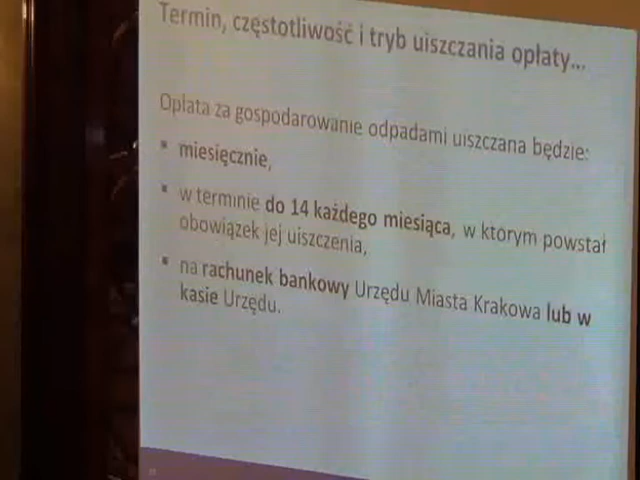 Termin, częstotliwość i tryb uiszczania opłaty...
Opłata za gospodarowanie odpadami uiszczana będzie:
▪ miesięcznie,
▪ w terminie do 14 każdego miesiąca, w ktorym powstał
obowiązek jej uiszczenia,
▪ na rachunek bankowy Urzędu Miasta Krakowa lub w
kasie Urzędu.